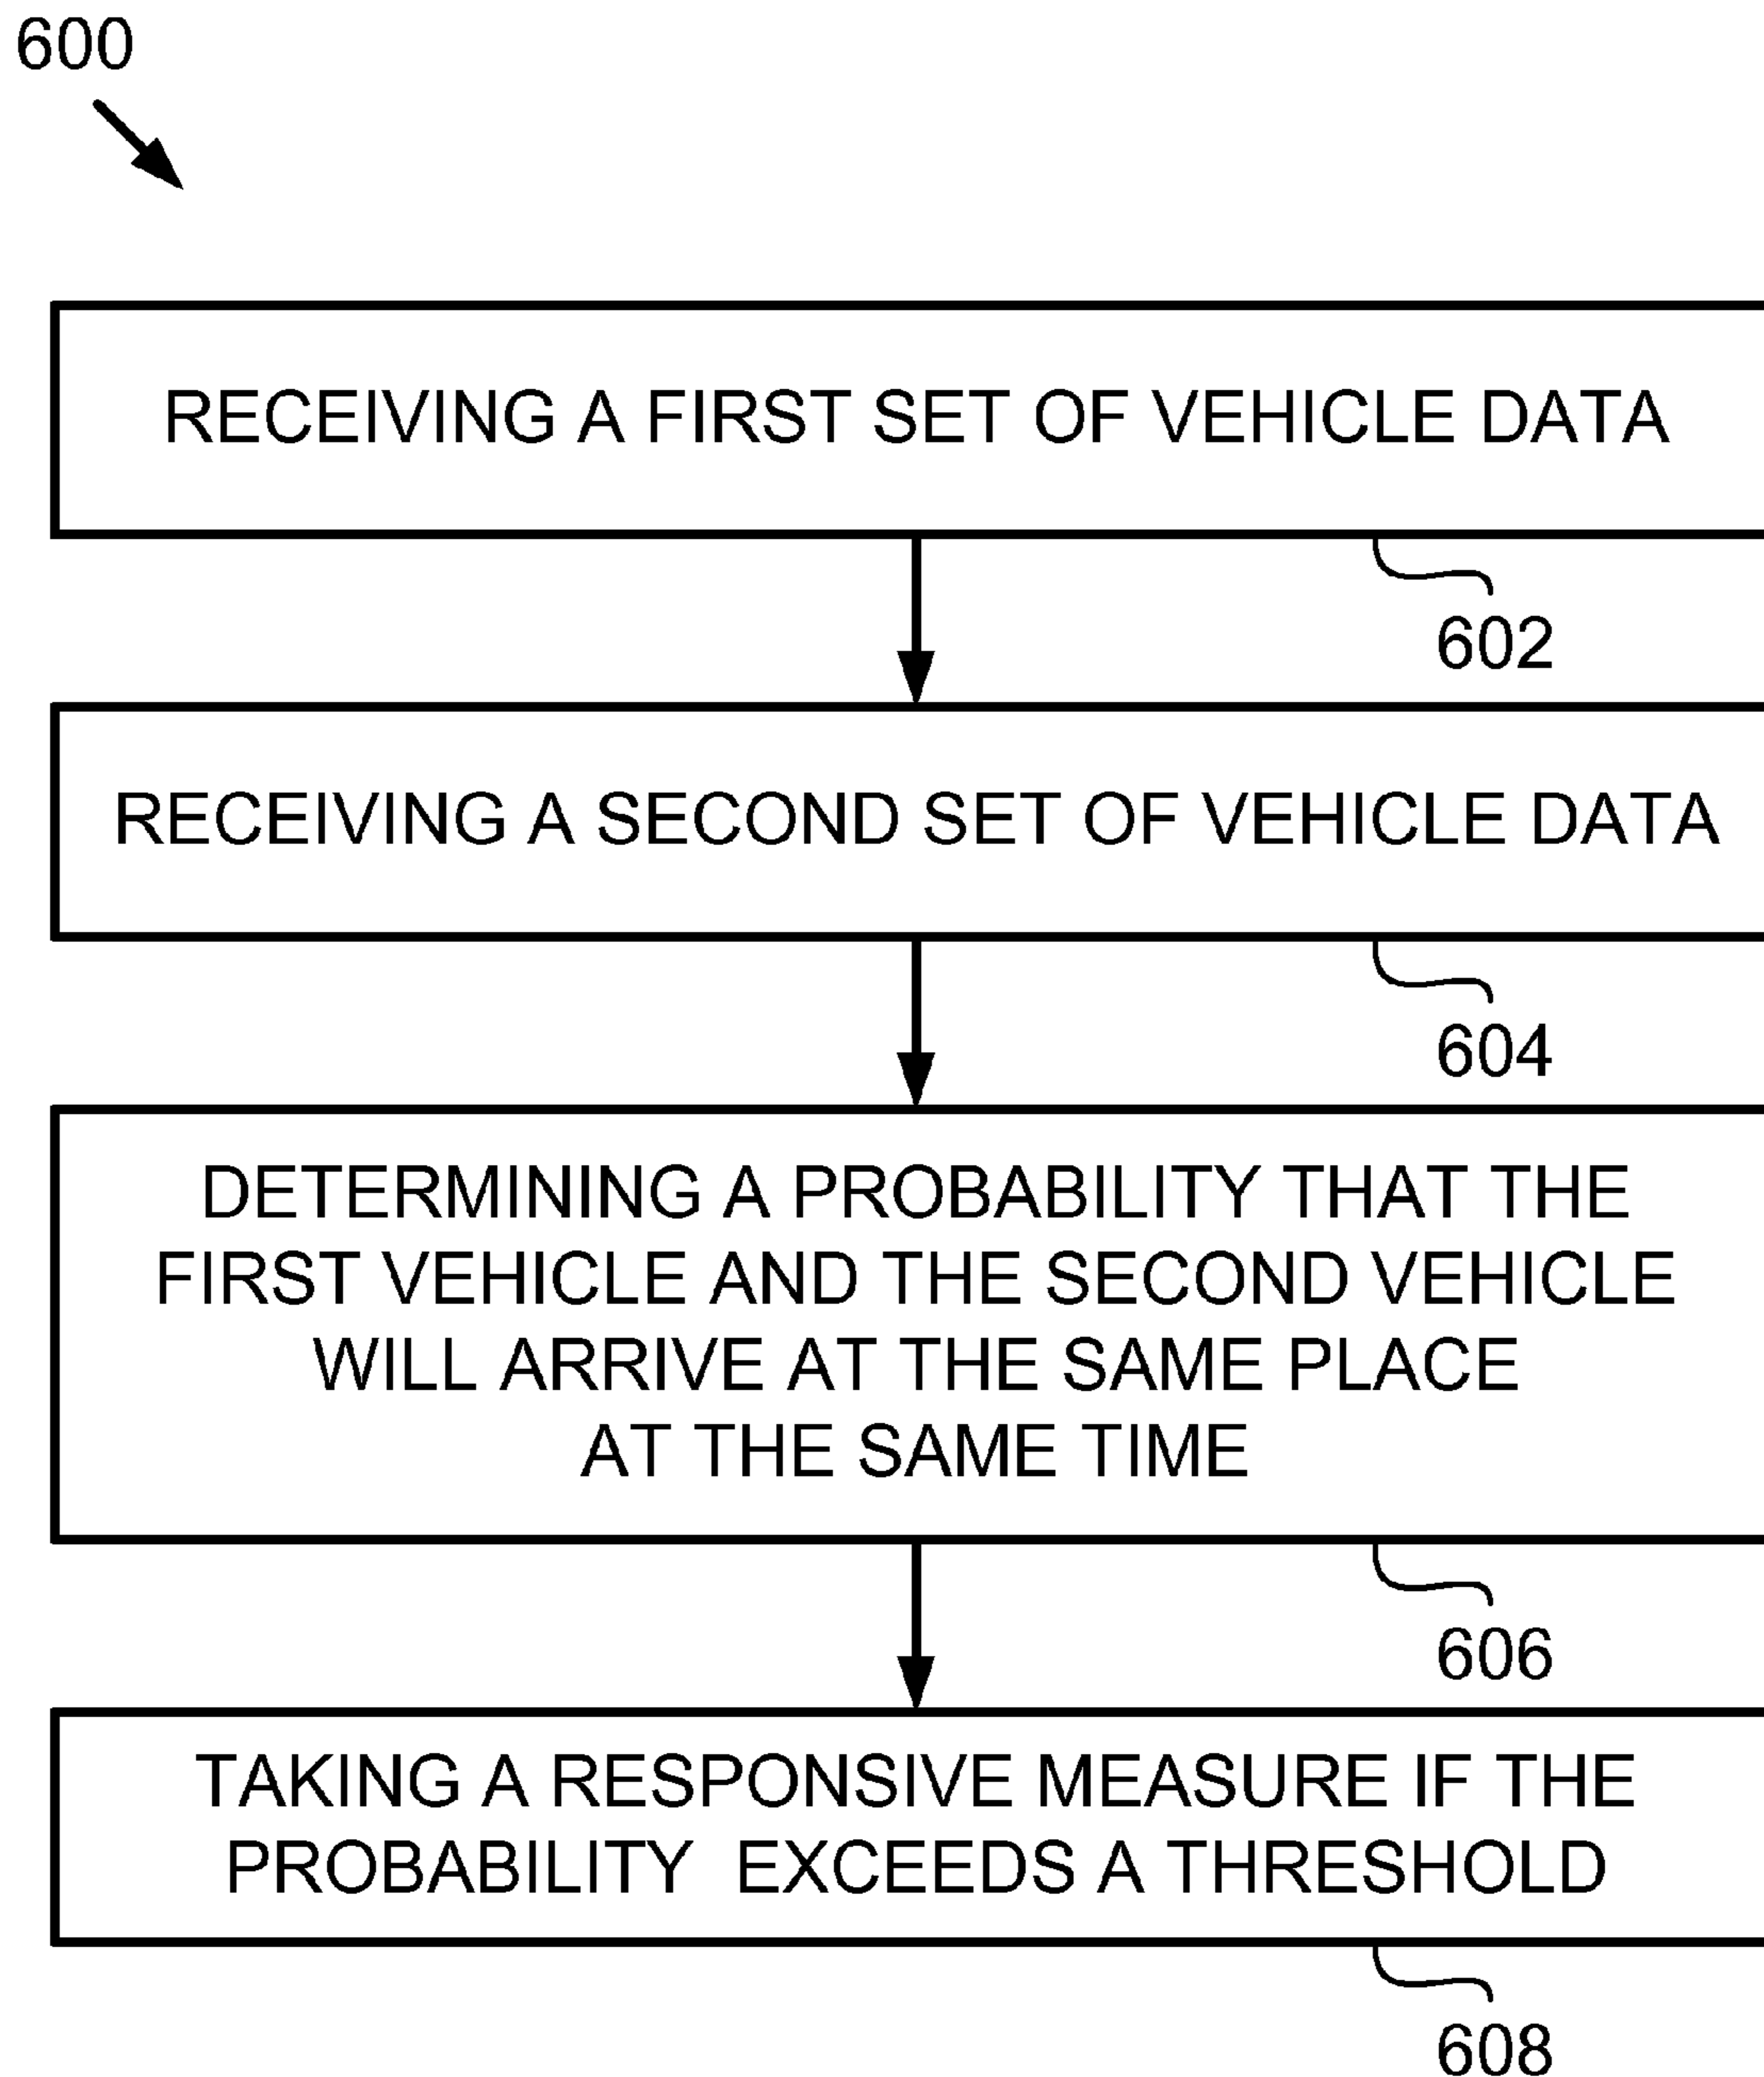 600
RECEIVING A FIRST SET OF VEHICLE DATA
602
RECEIVING A SECOND SET OF VEHICLE DATA
604
DETERMINING A PROBABILITY THAT THE
FIRST VEHICLE AND THE SECOND VEHICLE
WILL ARRIVE AT THE SAME PLACE
AT THE SAME TIME
606
TAKING A RESPONSIVE MEASURE IF THE
PROBABILITY EXCEEDS A THRESHOLD
608